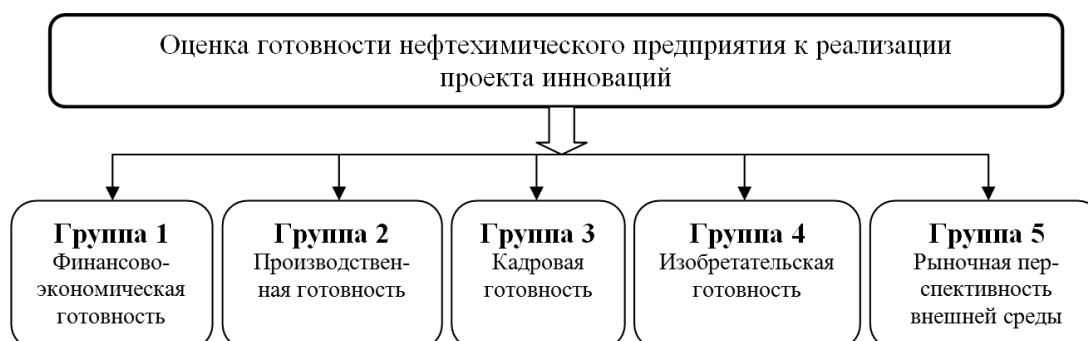 Оценка готовности нефтехимического предприятия к реализации
проекта инноваций
Группа 1
Финансово-
экономическая
готовность
Группа 2
Производствен-
ная готовность
Группа 3
Кадровая
готовность
Группа 4
Изобретательская
готовность
Группа 5
Рыночная пер-
спективность
внешней среды